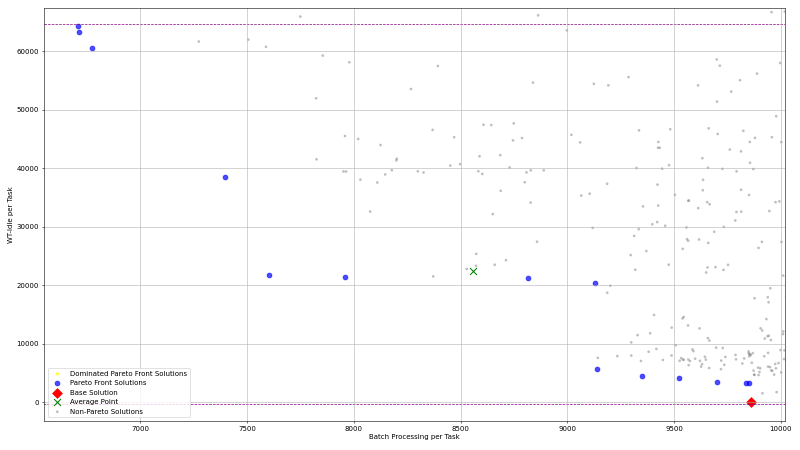 60000
50000
40000
30000
20000
10000
0
WT-Idle per Task
Dominated Pareto Front Solutions
Pareto Front Solutions
Base Solution
Average Point
Non-Pareto Solutions
7000 7500 8000 8500 9000 9500 10000
Batch Processing per Task